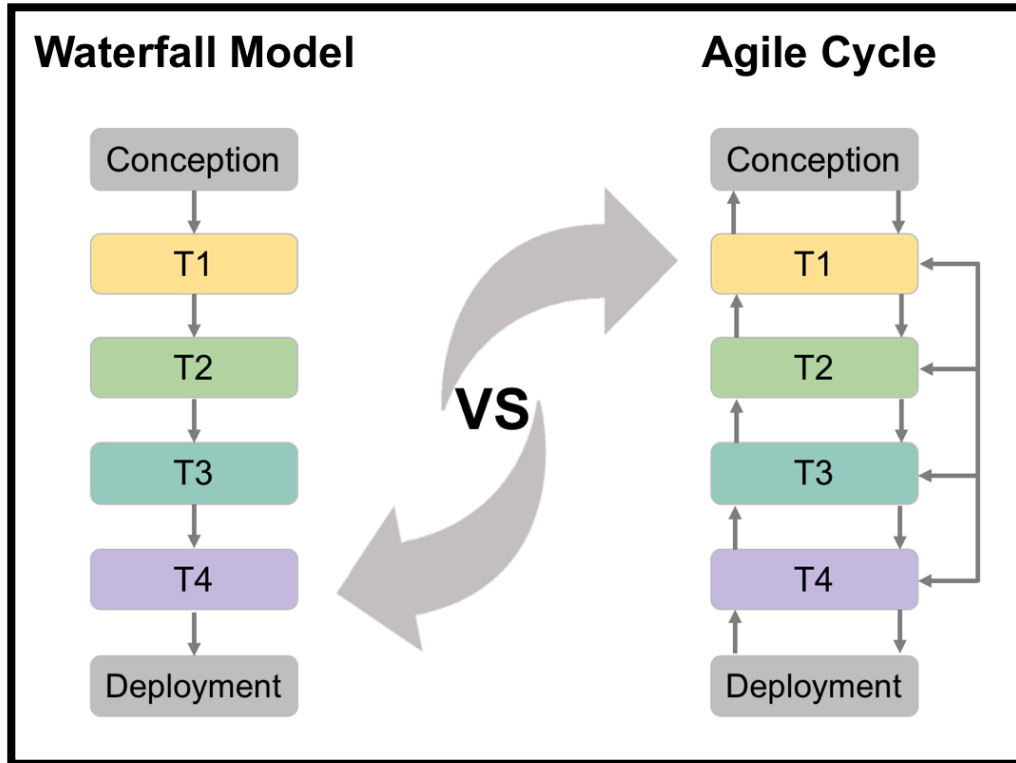 Waterfall Model
Agile Cycle
Conception
T1
T2
T3
T4
Deployment
VS
Conception
T1
T2
T3
T4
Deployment